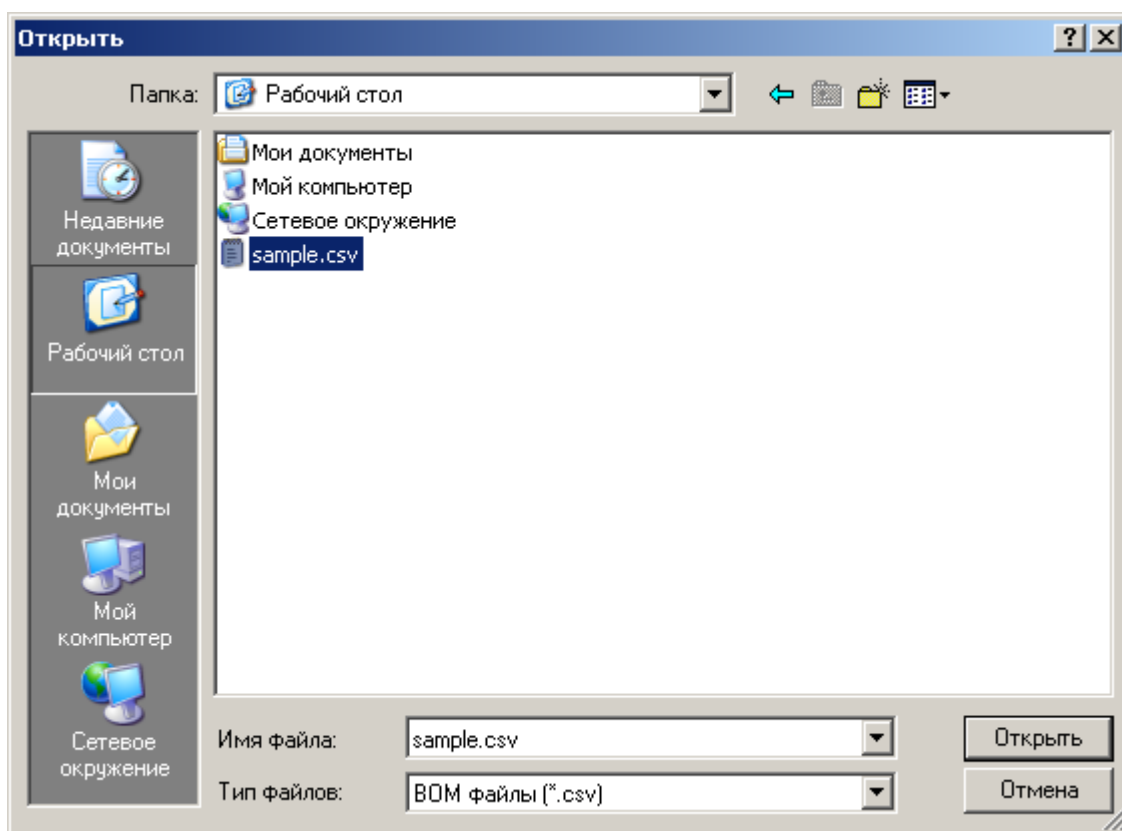 Открыть
Папка:
Рабочий стол
Недавние
документы
Рабочий стол
Мои
документы
Мой
компьютер
Сетевое
окружение
Мои документы
Мой компьютер
Сетевое окружение
sample.csv
Имя файла:
sample.csv
Открыть
Тип файлов:
BOM файлы (*.csv)
Отмена